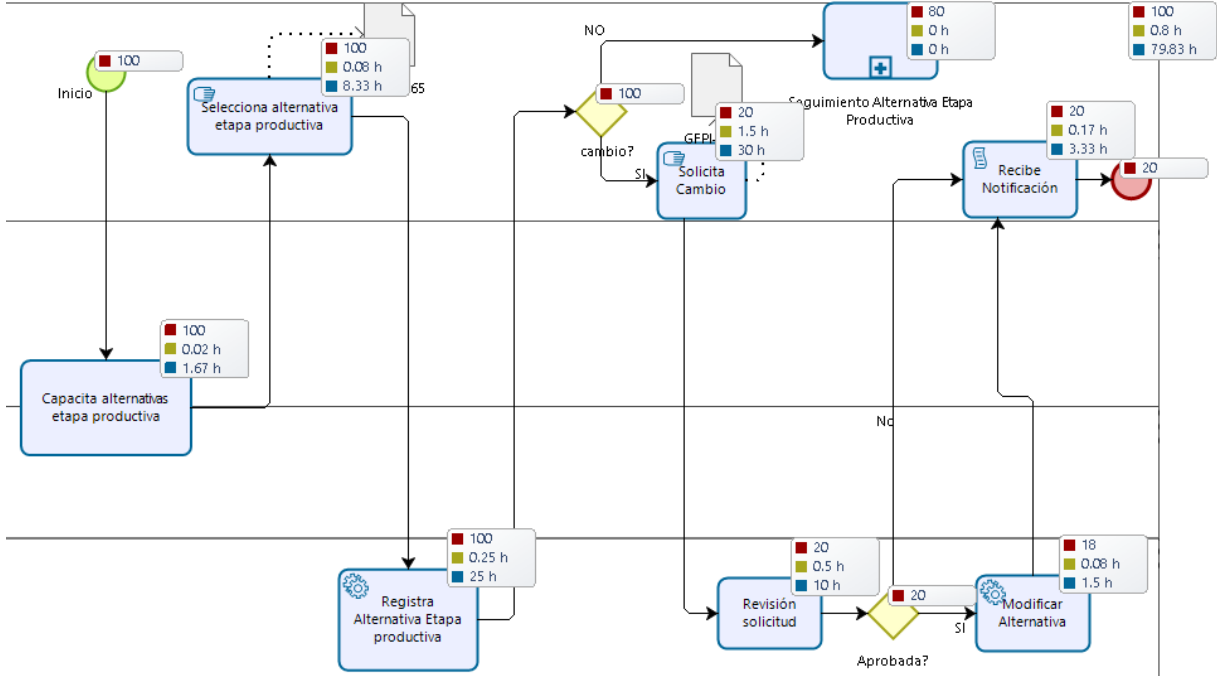 100
Inicio
100
0.08 h
8.33 h
65
Selecciona alternativa
etapa productiva
NO
100
cambio?
SI
GFPI-
20
1.5 h
30 h
Solicita
Cambio
80
0 h
0 h
Seguimiento Alternativa Etapa
Productiva
100
0.8 h
79.83 h
20
0.17 h
3.33 h
Recibe
Notificación
20
100
0.02 h
1.67 h
Capacita alternativas
etapa productiva
No
100
0.25 h
25 h
Registra
Alternativa Etapa
productiva
20
0.5 h
10 h
Revisión
solicitud
20
Aprobada?
SI
18
0.08 h
1.5 h
Modificar
Alternativa